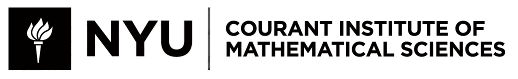 NYU
COURANT INSTITUTE OF
MATHEMATICAL SCIENCES